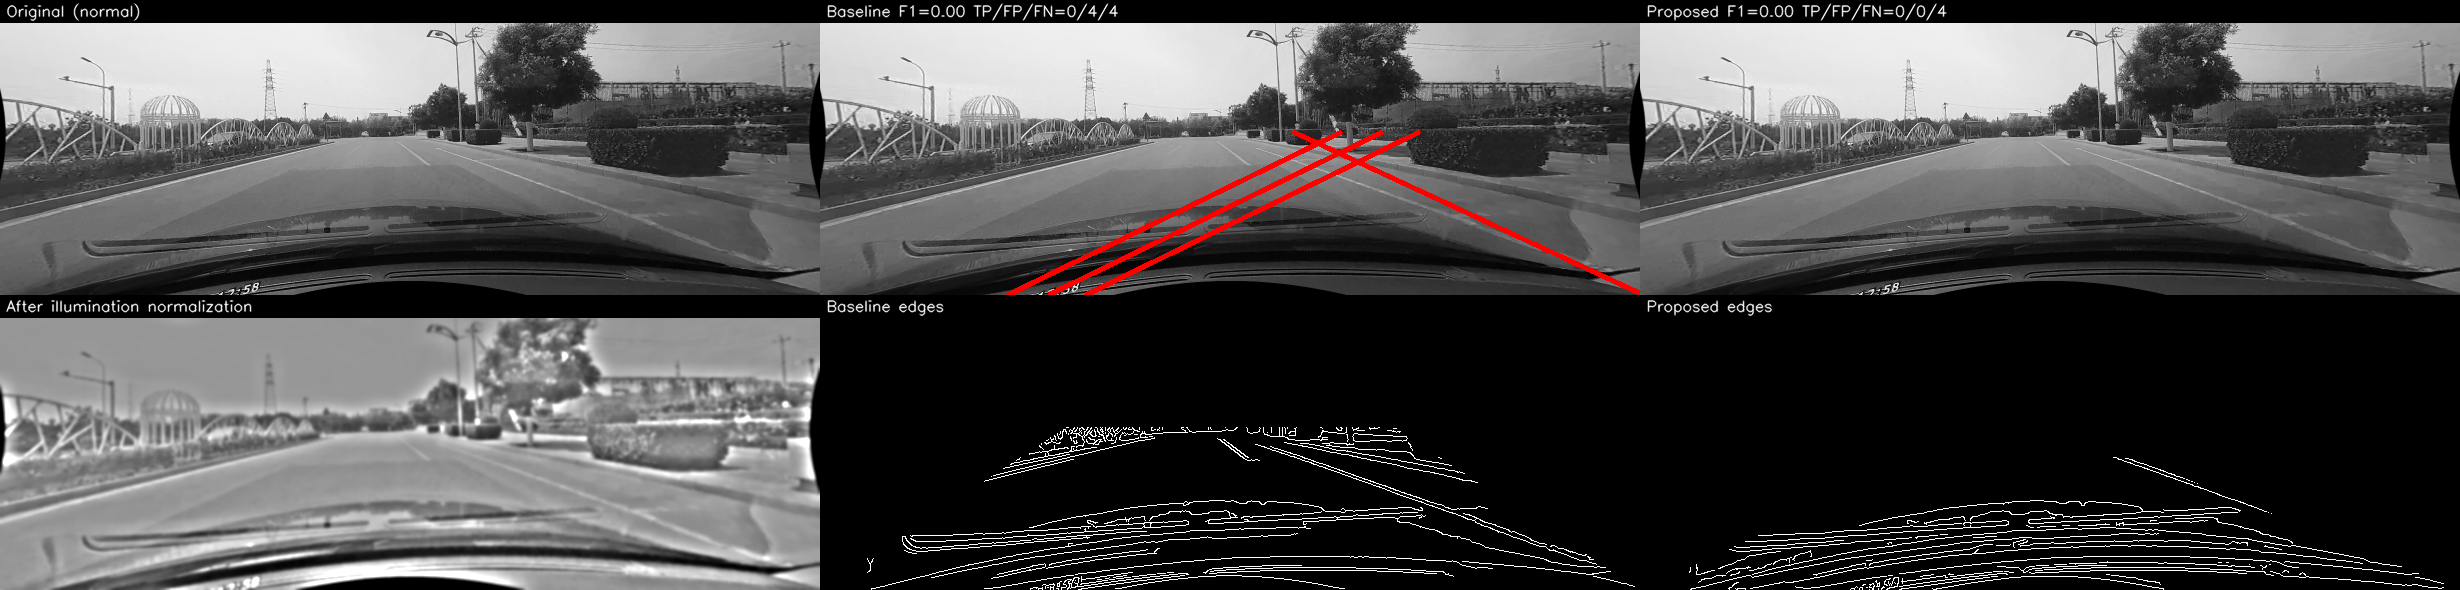 Original (normal)
Baseline F1=0.00 TP/FP/FN=0/4/4
Proposed F1=0.00 TP/FP/FN=0/0/4
After illumination normalization
Baseline edges
Proposed edges